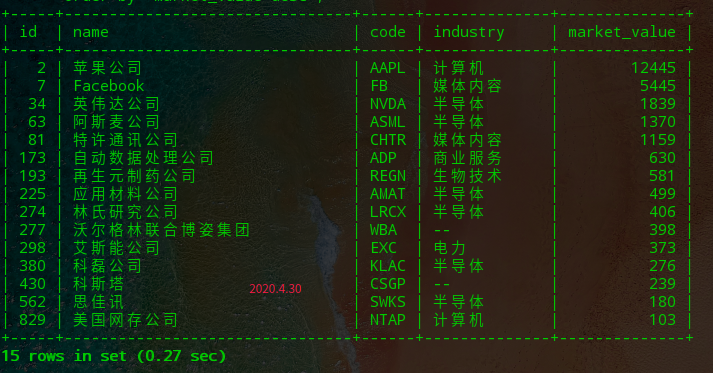 +-----+--------------------------------+------+--------------+--------------+
| id | name | code | industry | market_value |
+-----+--------------------------------+------+--------------+--------------+
| 2 | 苹果公司 | AAPL | 计算机 | 12445 |
| 7 | Facebook | FB | 媒体内容 | 5445 |
| 34 | 英伟达公司 | NVDA | 半导体 | 1839 |
| 63 | 阿斯麦公司 | ASML | 半导体 | 1370 |
| 81 | 特许通讯公司 | CHTR | 媒体内容 | 1159 |
| 173 | 自动数据处理公司 | ADP | 商业服务 | 630 |
| 193 | 再生元制药公司 | REGN | 生物技术 | 581 |
| 225 | 应用材料公司 | AMAT | 半导体 | 499 |
| 274 | 林氏研究公司 | LRCX | 半导体 | 406 |
| 277 | 沃尔格林联合博姿集团 | WBA | -- | 398 |
| 298 | 艾斯能公司 | EXC | 电力 | 373 |
| 380 | 科磊公司 | KLAC | 半导体 | 276 |
| 430 | 科斯塔 | CSGP | -- | 239 |
2020.4.30
| 562 | 思佳讯 | SWKS | 半导体 | 180 |
| 829 | 美国网存公司 | NTAP | 计算机 | 103 |
+-----+--------------------------------+------+--------------+--------------+
15 rows in set (0.27 sec)